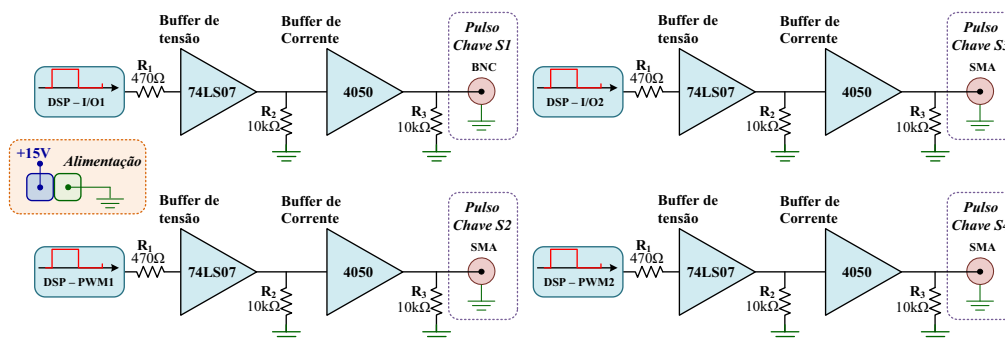 Buffer de
tensão
Buffer de
Corrente
Pulso
Chave S1
BNC
R1
470Ω
DSP – I/O1
74LS07
4050
R2
10kΩ
R3
10kΩ
Buffer de
tensão
Buffer de
Corrente
Pulso
Chave S3
SMA
R1
470Ω
DSP – I/O2
74LS07
4050
R2
10kΩ
R3
10kΩ
+15V
Alimentação
Buffer de
tensão
Buffer de
Corrente
Pulso
Chave S2
SMA
R1
470Ω
DSP – PWM1
74LS07
4050
R2
10kΩ
R3
10kΩ
Buffer de
tensão
Buffer de
Corrente
Pulso
Chave S4
SMA
R1
470Ω
DSP – PWM2
74LS07
4050
R2
10kΩ
R3
10kΩ